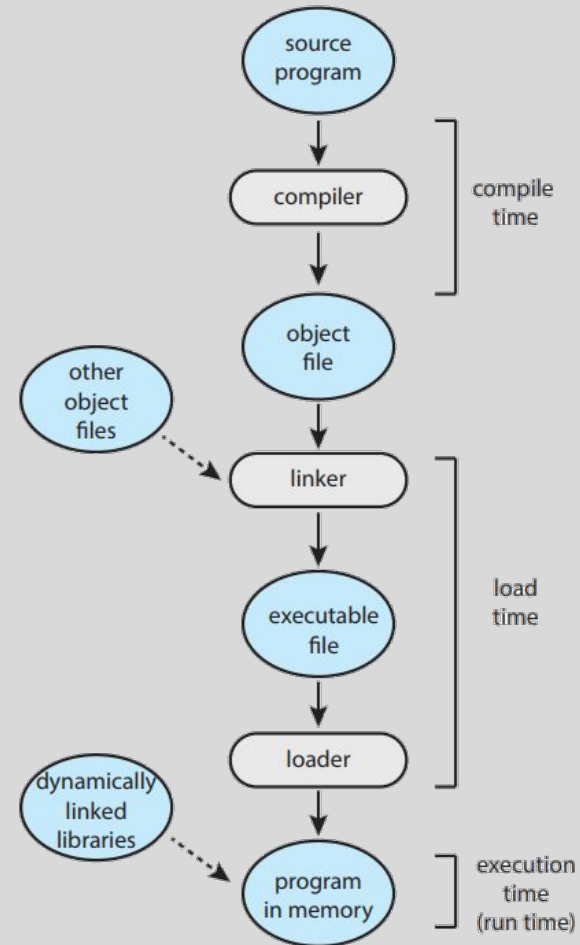 source
program
compiler
compile
time
object
file
other
object
files
linker
load
time
executable
file
loader
dynamically
linked
libraries
program
in memory
execution
time
(run time)